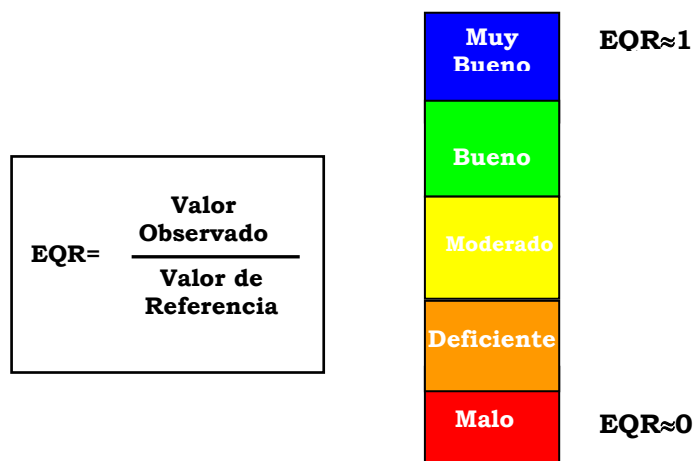 Muy
Bueno
EQR≈1
Bueno
Valor
Observado
EQR=
Valor de
Referencia
Moderado
Deficiente
Malo
EQR≈0